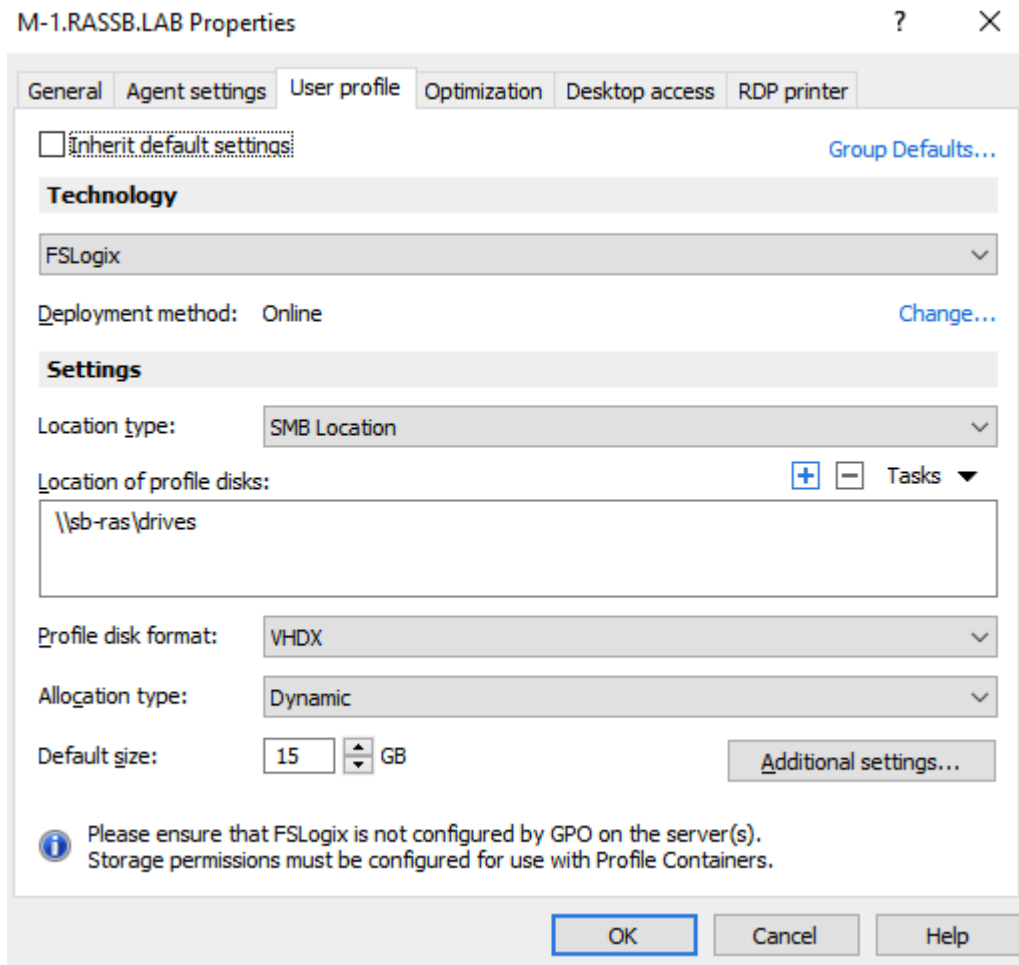 M-1.RASSB.LAB Properties
General Agent settings User profile Optimization Desktop access RDP printer
Inherit default settings
Group Defaults...
Technology
FSLogix
Deployment method: Online Change...
Settings
Location type: SMB Location
Location of profile disks: Tasks
\\sb-ras\drives
Profile disk format: VHDX
Allocation type: Dynamic
Default size: 15 GB Additional settings...
Please ensure that FSLogix is not configured by GPO on the server(s).
Storage permissions must be configured for use with Profile Containers.
OK Cancel Help